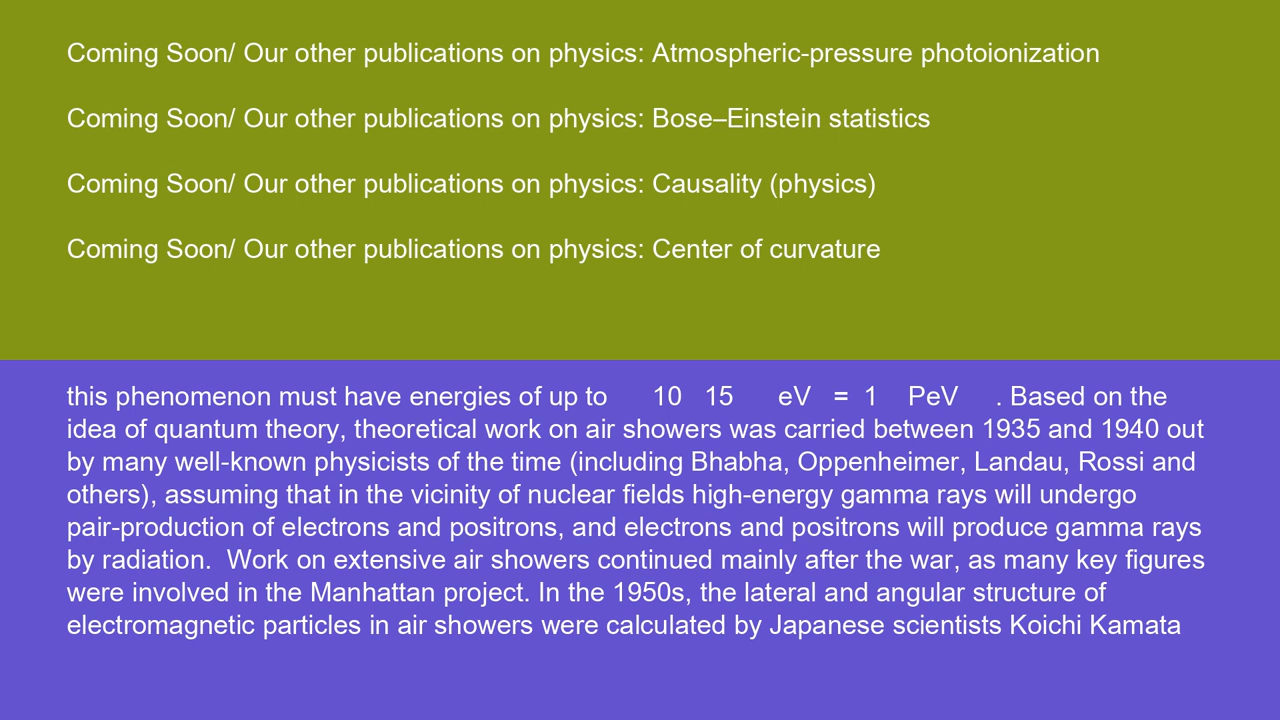 Coming Soon/ Our other publications on physics: Atmospheric-pressure photoionization
Coming Soon/ Our other publications on physics: Bose–Einstein statistics
Coming Soon/ Our other publications on physics: Causality (physics)
Coming Soon/ Our other publications on physics: Center of curvature
this phenomenon must have energies of up to 10 15 eV = 1 PeV . Based on the
idea of quantum theory, theoretical work on air showers was carried between 1935 and 1940 out
by many well-known physicists of the time (including Bhabha, Oppenheimer, Landau, Rossi and
others), assuming that in the vicinity of nuclear fields high-energy gamma rays will undergo
pair-production of electrons and positrons, and electrons and positrons will produce gamma rays
by radiation.  Work on extensive air showers continued mainly after the war, as many key figures
were involved in the Manhattan project. In the 1950s, the lateral and angular structure of
electromagnetic particles in air showers were calculated by Japanese scientists Koichi Kamata